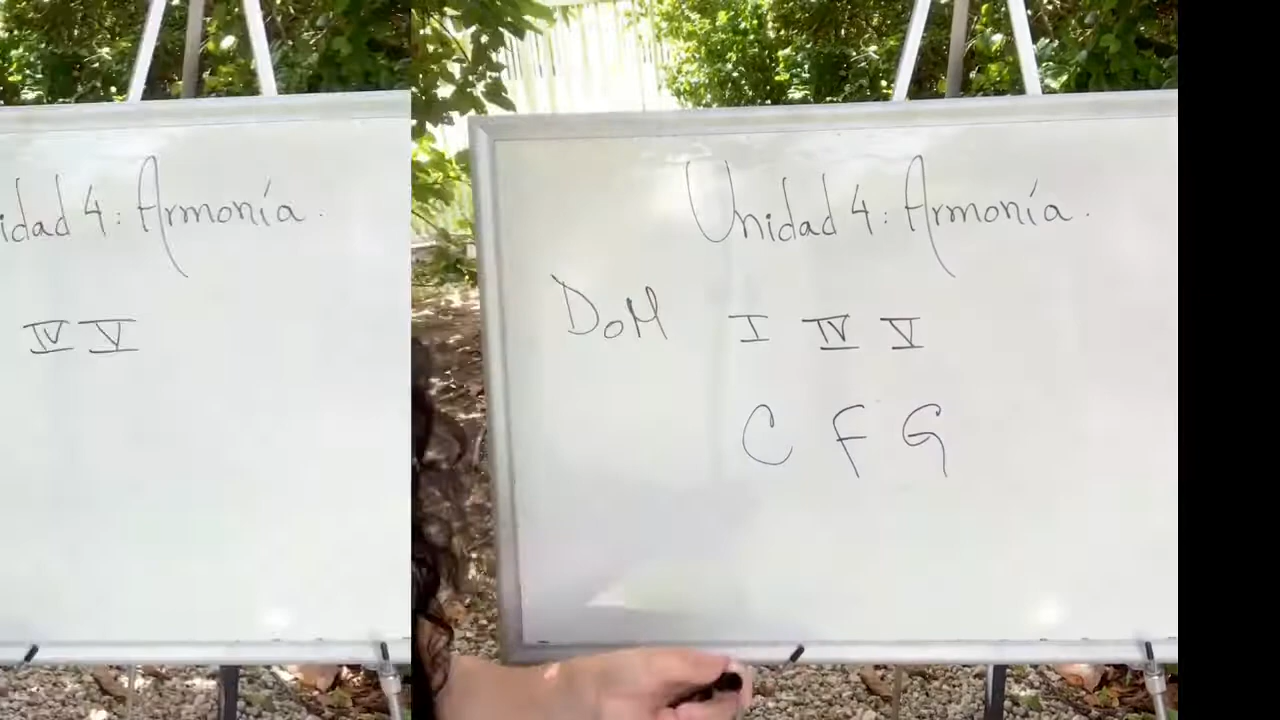 idad 4: Armonía.
IV V
Unidad 4: Armonía.
DoM I IV V
C F G